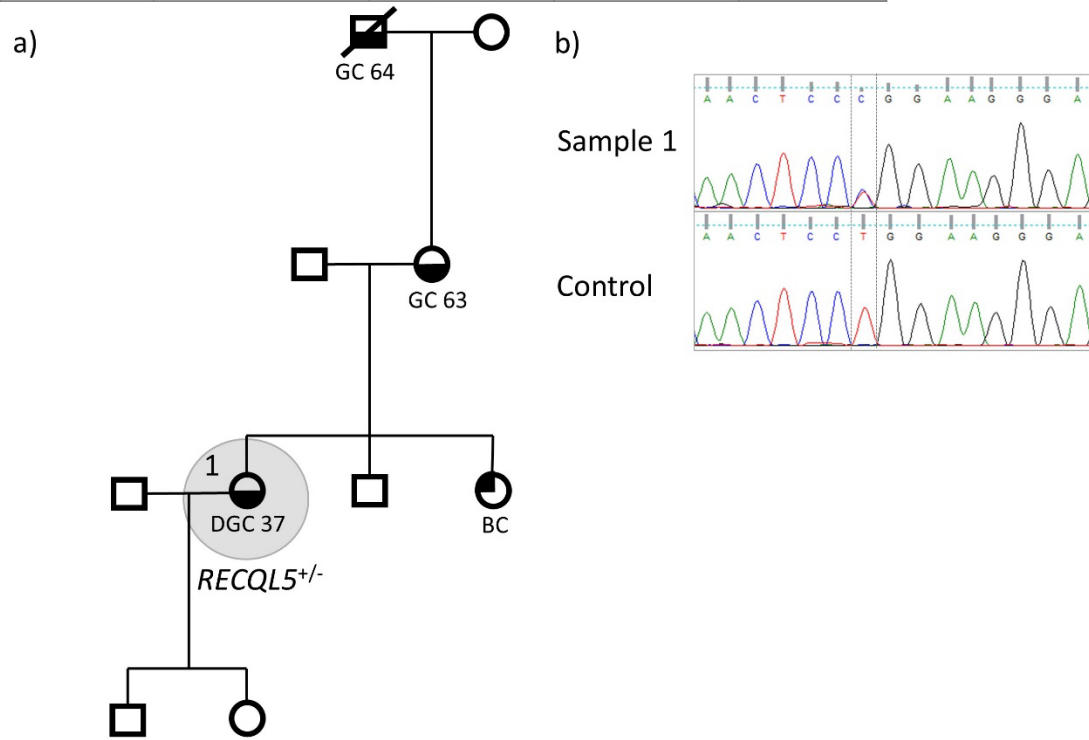 a)
GC 64
GC 63
1
DGC 37
BC
RECQL5+/-
b)
Sample 1
A A C T C C C G G A A G G G A
Control
A A C T C C T G G A A G G G A